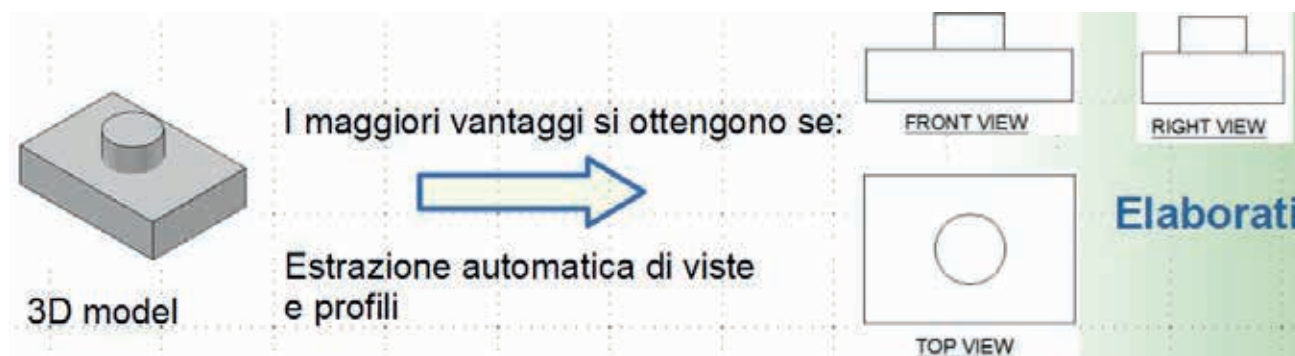 I maggiori vantaggi si ottengono se:
FRONT VIEW
RIGHT VIEW
Elaborati
Estrazione automatica di viste
e profili
3D model
TOP VIEW